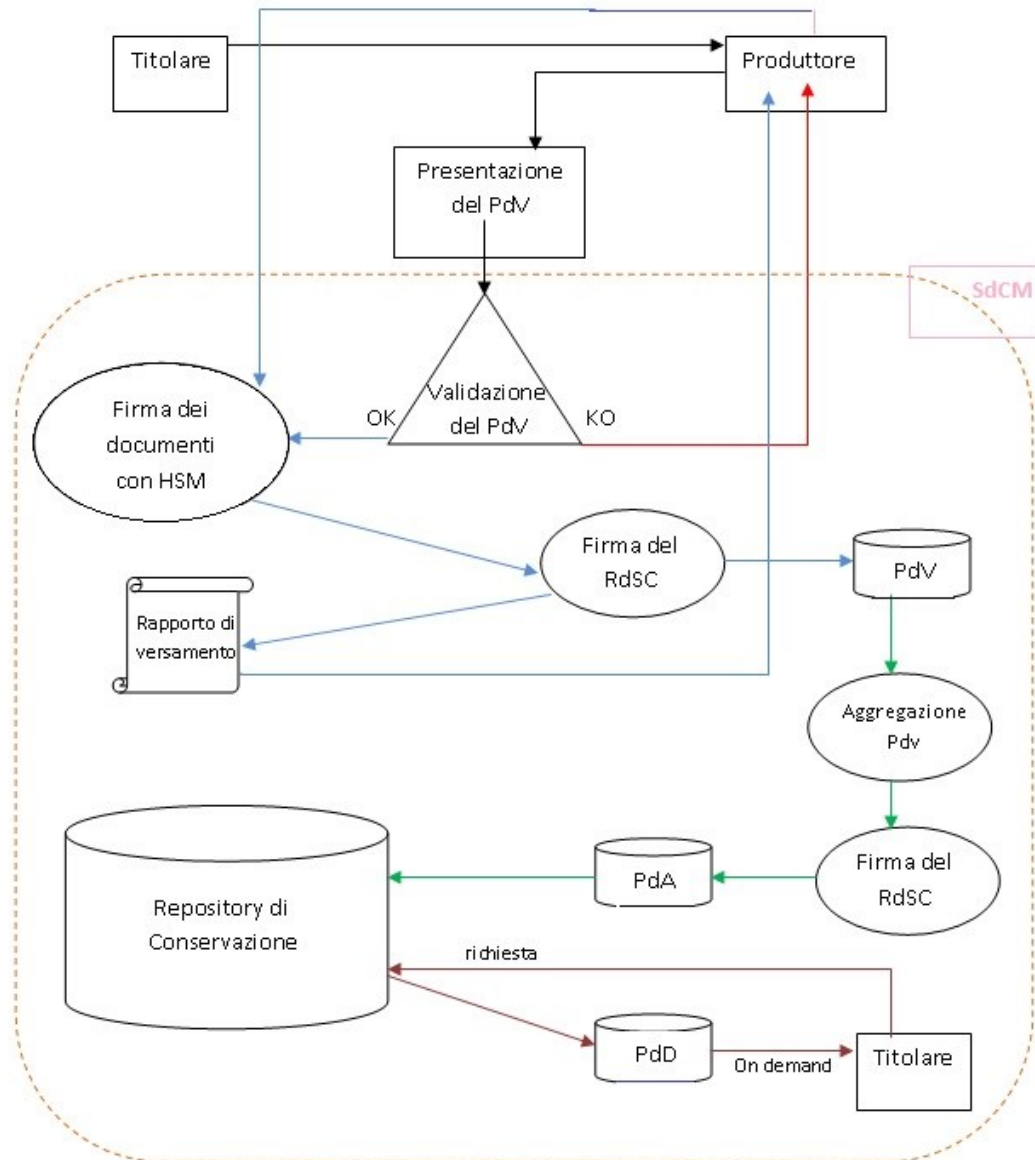 Titolare
Produttore
Presentazione
del PdV
SdCM
Validazione
del PdV
OK
KO
Firma dei
documenti
con HSM
Firma del
RdSC
PdV
Rapporto di
versamento
Aggregazione
Pdv
Firma del
RdSC
PdA
Repository di
Conservazione
richiesta
PdD
On demand
Titolare